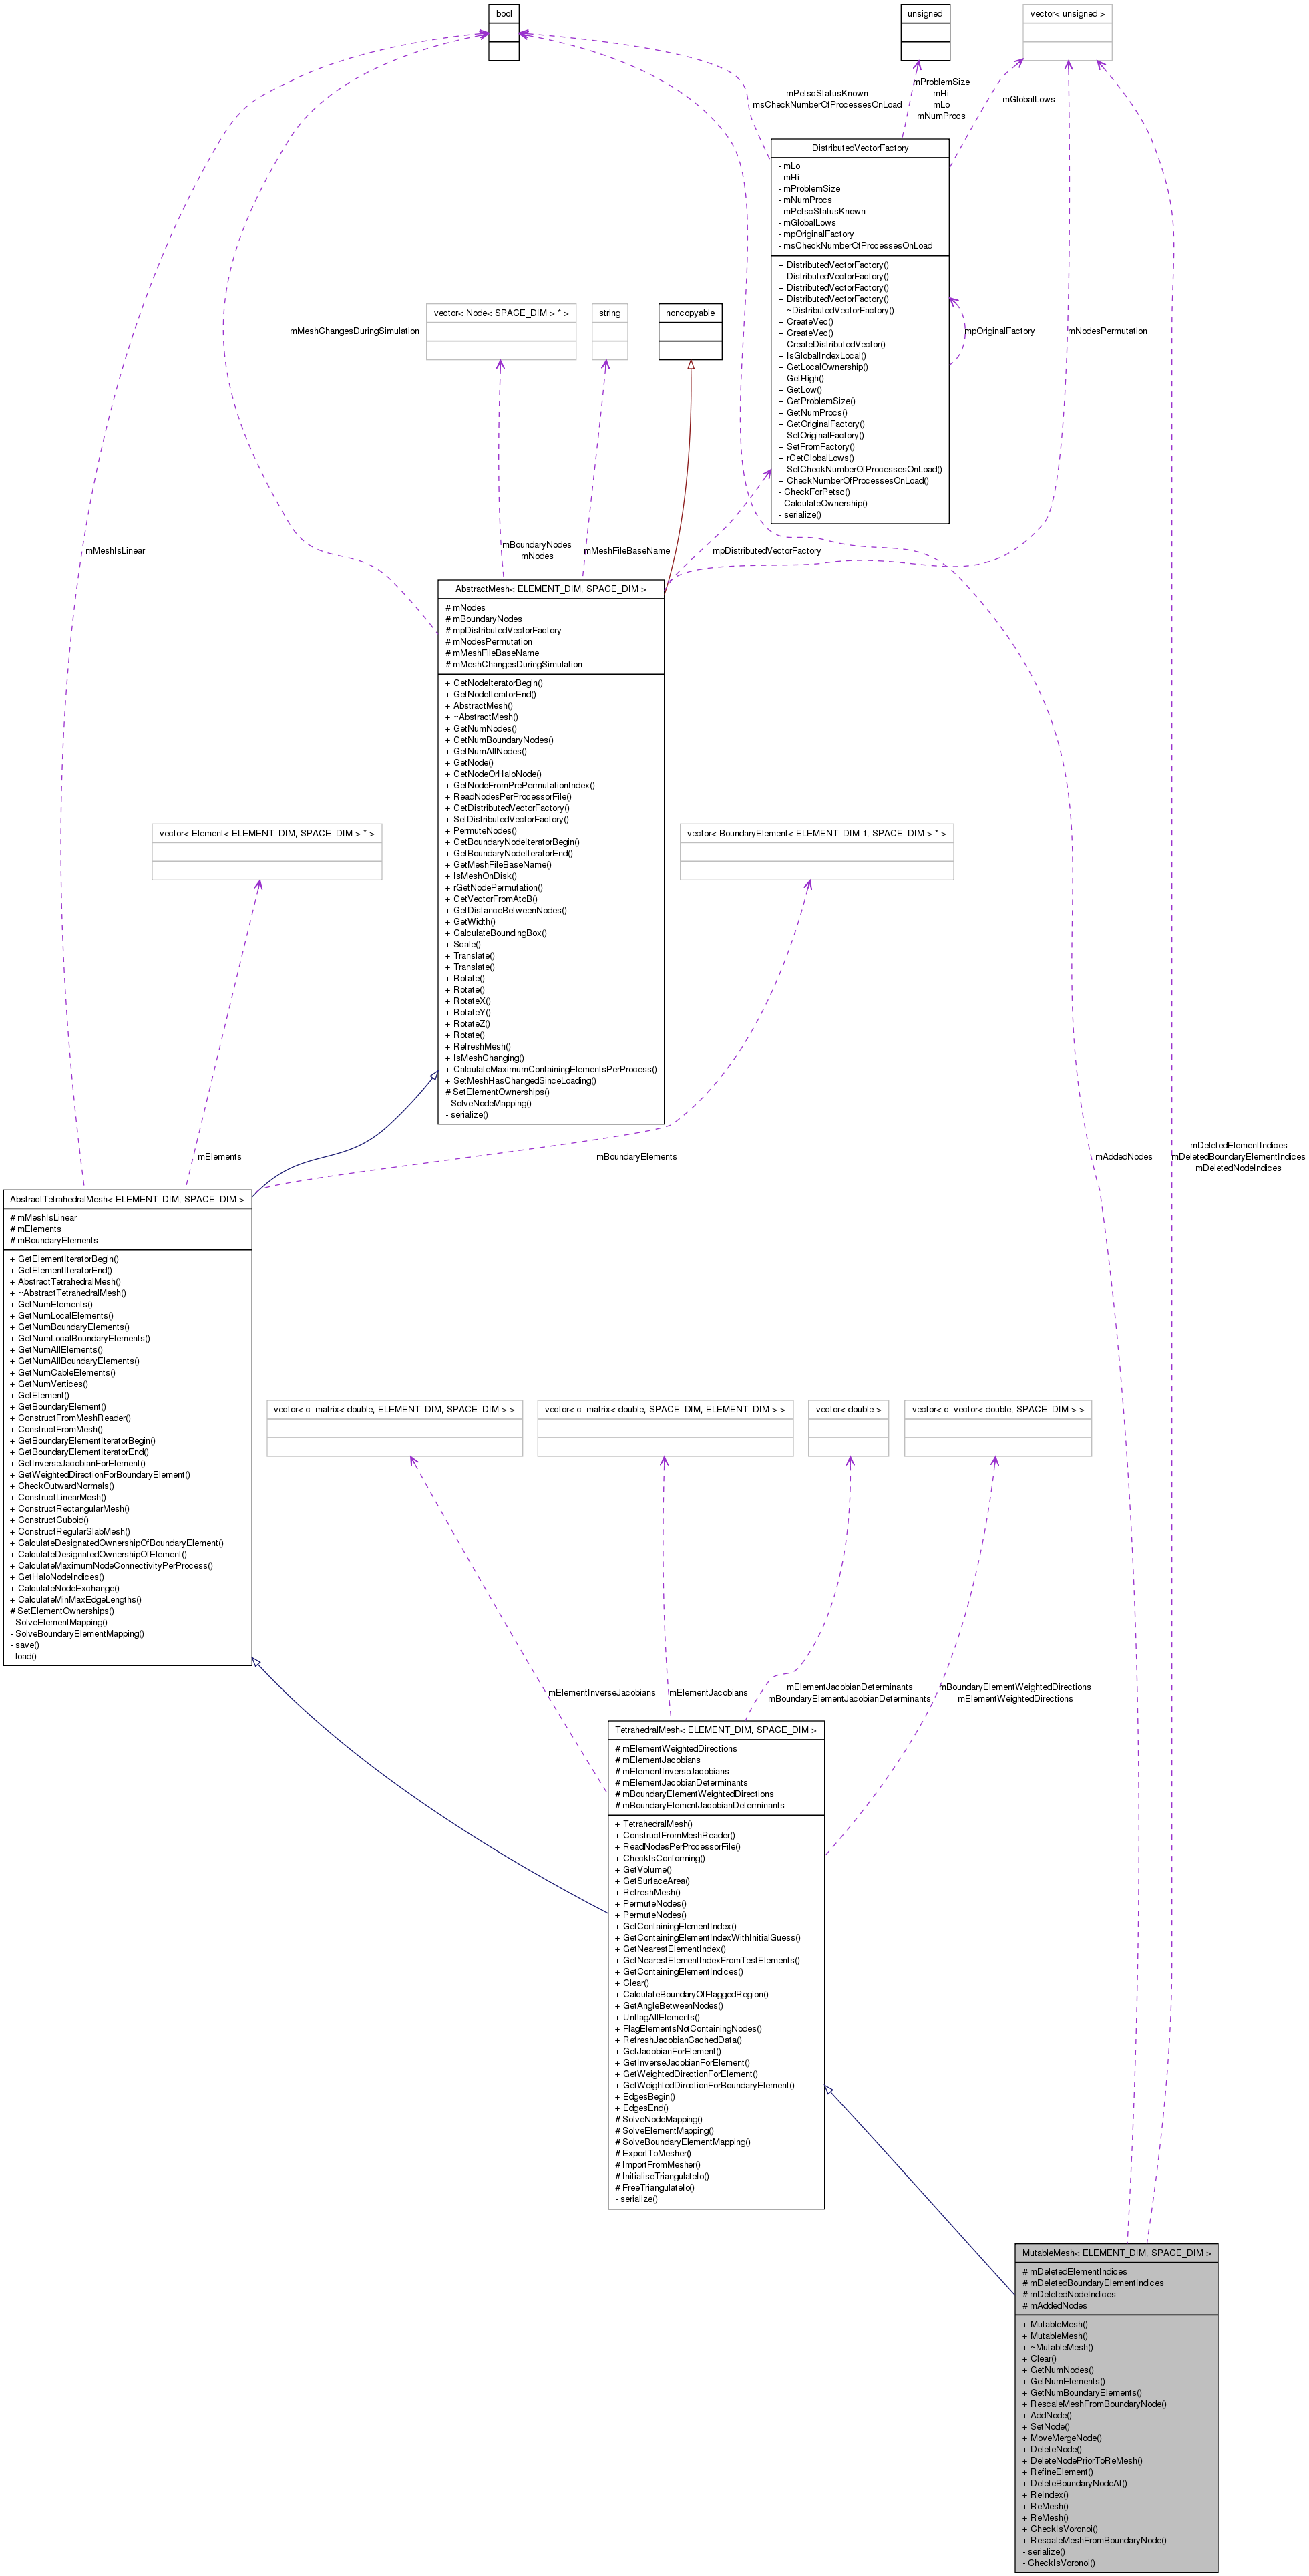 bool
unsigned
vector< unsigned >
mProblemSize
mHi
mLo
mNumProcs
mPetscStatusKnown
msCheckNumberOfProcessesOnLoad
mGlobalLows
DistributedVectorFactory
- mLo
- mHi
- mProblemSize
- mNumProcs
- mPetscStatusKnown
- mGlobalLows
- mpOriginalFactory
- msCheckNumberOfProcessesOnLoad
+ DistributedVectorFactory()
+ DistributedVectorFactory()
+ DistributedVectorFactory()
+ DistributedVectorFactory()
+ ~DistributedVectorFactory()
+ CreateVec()
+ CreateVec()
+ CreateDistributedVector()
+ IsGlobalIndexLocal()
+ GetLocalOwnership()
+ GetHigh()
+ GetLow()
+ GetProblemSize()
+ GetNumProcs()
+ GetOriginalFactory()
+ SetOriginalFactory()
+ SetFromFactory()
+ rGetGlobalLows()
+ SetCheckNumberOfProcessesOnLoad()
+ CheckNumberOfProcessesOnLoad()
- CheckForPetsc()
- CalculateOwnership()
- serialize()
mMeshChangesDuringSimulation
vector< Node< SPACE_DIM > * >
string
noncopyable
mpOriginalFactory
mNodesPermutation
mMeshIsLinear
mBoundaryNodes
mNodes
mMeshFileBaseName
mpDistributedVectorFactory
AbstractMesh< ELEMENT_DIM, SPACE_DIM >
# mNodes
# mBoundaryNodes
# mpDistributedVectorFactory
# mNodesPermutation
# mMeshFileBaseName
# mMeshChangesDuringSimulation
+ GetNodeIteratorBegin()
+ GetNodeIteratorEnd()
+ AbstractMesh()
+ ~AbstractMesh()
+ GetNumNodes()
+ GetNumBoundaryNodes()
+ GetNumAllNodes()
+ GetNode()
+ GetNodeOrHaloNode()
+ GetNodeFromPrePermutationIndex()
+ ReadNodesPerProcessorFile()
+ GetDistributedVectorFactory()
+ SetDistributedVectorFactory()
+ PermuteNodes()
+ GetBoundaryNodeIteratorBegin()
+ GetBoundaryNodeIteratorEnd()
+ GetMeshFileBaseName()
+ IsMeshOnDisk()
+ rGetNodePermutation()
+ GetVectorFromAtoB()
+ GetDistanceBetweenNodes()
+ GetWidth()
+ CalculateBoundingBox()
+ Scale()
+ Translate()
+ Translate()
+ Rotate()
+ Rotate()
+ RotateX()
+ RotateY()
+ RotateZ()
+ Rotate()
+ RefreshMesh()
+ IsMeshChanging()
+ CalculateMaximumContainingElementsPerProcess()
+ SetMeshHasChangedSinceLoading()
# SetElementOwnerships()
- SolveNodeMapping()
- serialize()
vector< Element< ELEMENT_DIM, SPACE_DIM > * >
vector< BoundaryElement< ELEMENT_DIM-1, SPACE_DIM > * >
mElements
mBoundaryElements
mAddedNodes
mDeletedElementIndices
mDeletedBoundaryElementIndices
mDeletedNodeIndices
AbstractTetrahedralMesh< ELEMENT_DIM, SPACE_DIM >
# mMeshIsLinear
# mElements
# mBoundaryElements
+ GetElementIteratorBegin()
+ GetElementIteratorEnd()
+ AbstractTetrahedralMesh()
+ ~AbstractTetrahedralMesh()
+ GetNumElements()
+ GetNumLocalElements()
+ GetNumBoundaryElements()
+ GetNumLocalBoundaryElements()
+ GetNumAllElements()
+ GetNumAllBoundaryElements()
+ GetNumCableElements()
+ GetNumVertices()
+ GetElement()
+ GetBoundaryElement()
+ ConstructFromMeshReader()
+ ConstructFromMesh()
+ GetBoundaryElementIteratorBegin()
+ GetBoundaryElementIteratorEnd()
+ GetInverseJacobianForElement()
+ GetWeightedDirectionForBoundaryElement()
+ CheckOutwardNormals()
+ ConstructLinearMesh()
+ ConstructRectangularMesh()
+ ConstructCuboid()
+ ConstructRegularSlabMesh()
+ CalculateDesignatedOwnershipOfBoundaryElement()
+ CalculateDesignatedOwnershipOfElement()
+ CalculateMaximumNodeConnectivityPerProcess()
+ GetHaloNodeIndices()
+ CalculateNodeExchange()
+ CalculateMinMaxEdgeLengths()
# SetElementOwnerships()
- SolveElementMapping()
- SolveBoundaryElementMapping()
- save()
- load()
vector< c_matrix< double, ELEMENT_DIM, SPACE_DIM > >
vector< c_matrix< double, SPACE_DIM, ELEMENT_DIM > >
vector< double >
vector< c_vector< double, SPACE_DIM > >
mElementInverseJacobians
mElementJacobians
mElementJacobianDeterminants
mBoundaryElementJacobianDeterminants
mBoundaryElementWeightedDirections
mElementWeightedDirections
TetrahedralMesh< ELEMENT_DIM, SPACE_DIM >
# mElementWeightedDirections
# mElementJacobians
# mElementInverseJacobians
# mElementJacobianDeterminants
# mBoundaryElementWeightedDirections
# mBoundaryElementJacobianDeterminants
+ TetrahedralMesh()
+ ConstructFromMeshReader()
+ ReadNodesPerProcessorFile()
+ CheckIsConforming()
+ GetVolume()
+ GetSurfaceArea()
+ RefreshMesh()
+ PermuteNodes()
+ PermuteNodes()
+ GetContainingElementIndex()
+ GetContainingElementIndexWithInitialGuess()
+ GetNearestElementIndex()
+ GetNearestElementIndexFromTestElements()
+ GetContainingElementIndices()
+ Clear()
+ CalculateBoundaryOfFlaggedRegion()
+ GetAngleBetweenNodes()
+ UnflagAllElements()
+ FlagElementsNotContainingNodes()
+ RefreshJacobianCachedData()
+ GetJacobianForElement()
+ GetInverseJacobianForElement()
+ GetWeightedDirectionForElement()
+ GetWeightedDirectionForBoundaryElement()
+ EdgesBegin()
+ EdgesEnd()
# SolveNodeMapping()
# SolveElementMapping()
# SolveBoundaryElementMapping()
# ExportToMesher()
# ImportFromMesher()
# InitialiseTriangulateIo()
# FreeTriangulateIo()
- serialize()
MutableMesh< ELEMENT_DIM, SPACE_DIM >
# mDeletedElementIndices
# mDeletedBoundaryElementIndices
# mDeletedNodeIndices
# mAddedNodes
+ MutableMesh()
+ MutableMesh()
+ ~MutableMesh()
+ Clear()
+ GetNumNodes()
+ GetNumElements()
+ GetNumBoundaryElements()
+ RescaleMeshFromBoundaryNode()
+ AddNode()
+ SetNode()
+ MoveMergeNode()
+ DeleteNode()
+ DeleteNodePriorToReMesh()
+ RefineElement()
+ DeleteBoundaryNodeAt()
+ ReIndex()
+ ReMesh()
+ ReMesh()
+ CheckIsVoronoi()
+ RescaleMeshFromBoundaryNode()
- serialize()
- CheckIsVoronoi()